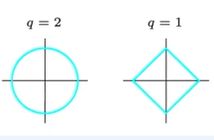 q = 2
q = 1